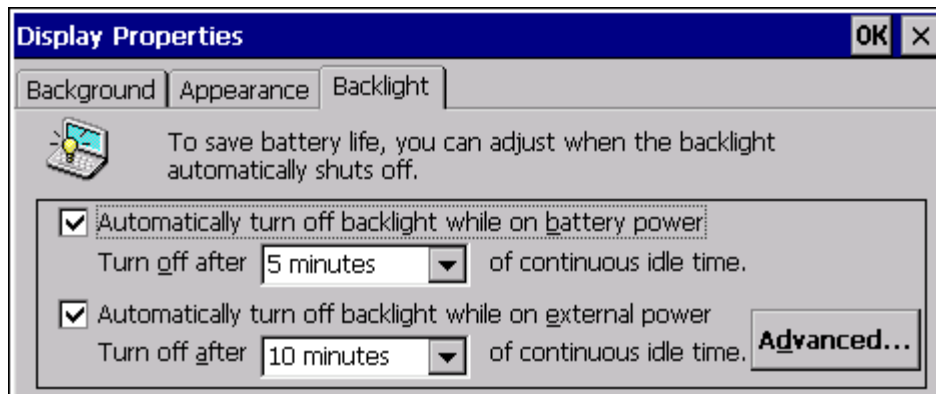 Display Properties OK ×
Background Appearance Backlight
To save battery life, you can adjust when the backlight
automatically shuts off.
Automatically turn off backlight while on battery power
Turn off after 5 minutes of continuous idle time.
Automatically turn off backlight while on external power
Turn off after 10 minutes of continuous idle time.
Advanced...